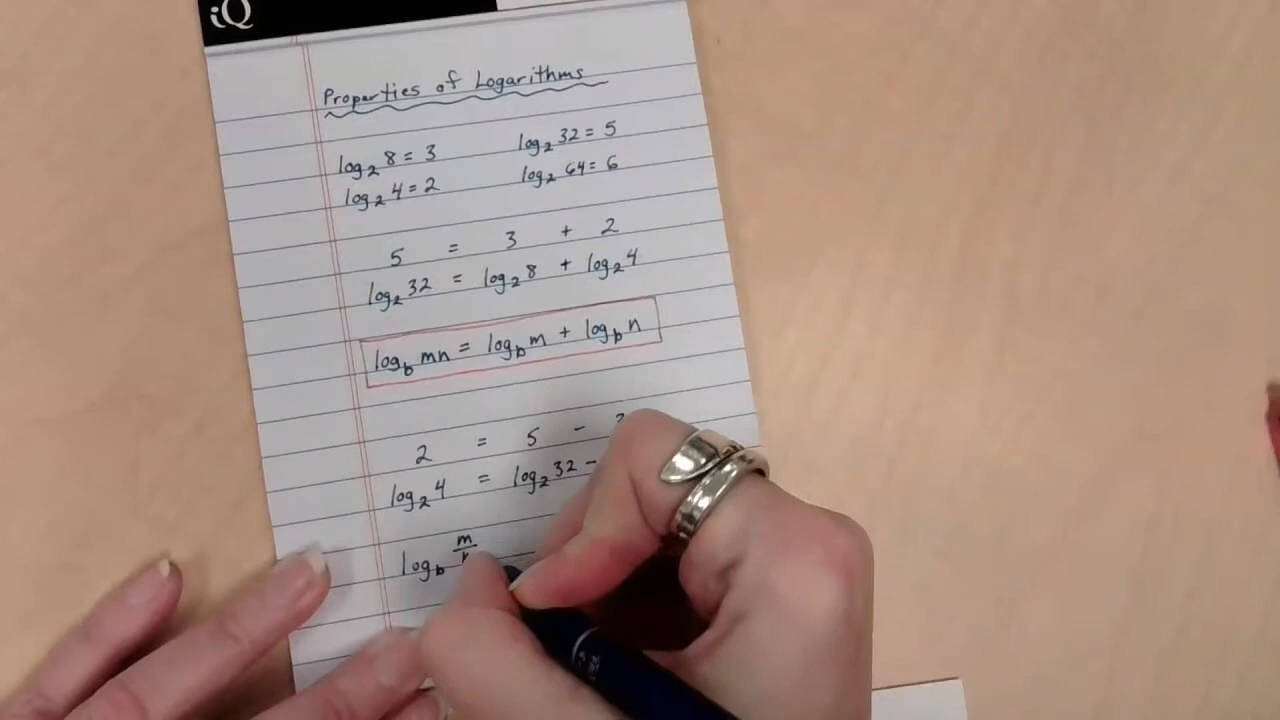 iQ
Properties of Logarithms
log₂ 8 = 3 log₂ 32 = 5
log₂ 4 = 2 log₂ 64 = 6
5 = 3 + 2
log₂ 32 = log₂ 8 + log₂ 4
log_b mn = log_b m + log_b n
2 = 5 -
log₂ 4 = log₂ 32 -
log_b m/